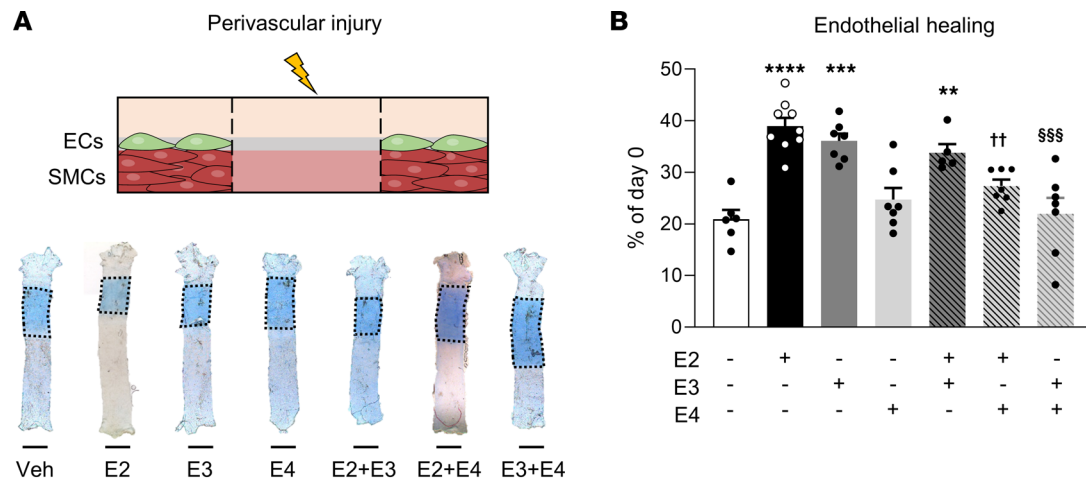 A
Perivascular injury
ECs
SMCs
Veh E2 E3 E4 E2+E3 E2+E4 E3+E4
B
Endothelial healing
% of day 0
50
40
30
20
10
0
**** *** ** †† §§§
E2 - + - - + + -
E3 - - + - + - +
E4 - - - + - + +